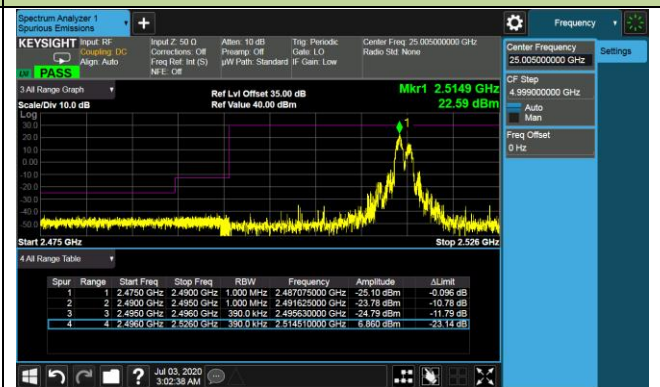 Spectrum Analyzer 1
Spurious Emissions
Frequency
KEYSIGHT
Input: RF
Coupling: DC
Align: Auto
Input Z: 50 Ω
Corrections: Off
Freq Ref: Int (S)
NFE: Off
Atten: 10 dB
Preamp: Off
µW Path: Standard
Trig: Periodic
Gate: LO
IF Gain: Low
Center Freq: 25.005000000 GHz
Radio Std: None
PASS
Center Frequency
25.005000000 GHz
Settings
CF Step
4.999000000 GHz
Auto
Man
Freq Offset
0 Hz
3 All Range Graph
Scale/Div 10.0 dB
Ref Lvl Offset 35.00 dB
Ref Value 40.00 dBm
Mkr1 2.5149 GHz
22.59 dBm
Log
30.0
20.0
10.0
0.00
-10.0
-20.0
-30.0
-40.0
-50.0
1
Start 2.475 GHz
Stop 2.526 GHz
4 All Range Table
Spur Range Start Freq Stop Freq RBW Frequency Amplitude ΔLimit
1 1 2.4750 GHz 2.4900 GHz 1.000 MHz 2.487075000 GHz -25.10 dBm -0.096 dB
2 2 2.4900 GHz 2.4950 GHz 1.000 MHz 2.491625000 GHz -23.78 dBm -10.78 dB
3 3 2.4950 GHz 2.4960 GHz 390.0 kHz 2.495630000 GHz -24.79 dBm -11.79 dB
4 4 2.4960 GHz 2.5260 GHz 390.0 kHz 2.514510000 GHz 6.860 dBm -23.14 dB
Jul 03, 2020
3:02:38 AM